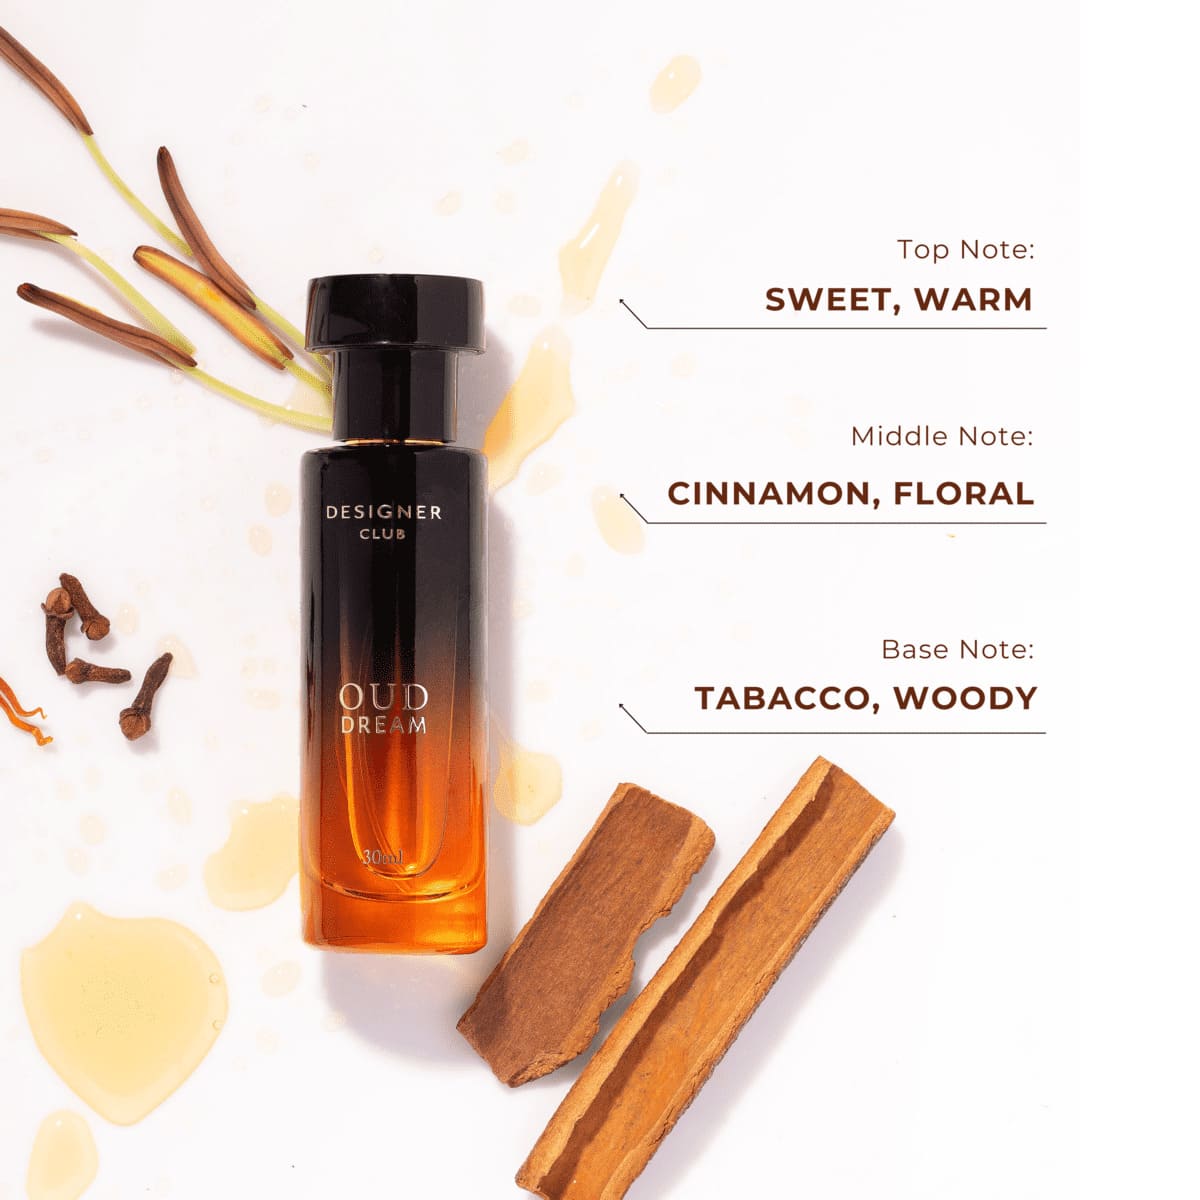 Top Note:
SWEET, WARM
Middle Note:
CINNAMON, FLORAL
Base Note:
TABACCO, WOODY
DESIGNER
CLUB
OUD
DREAM
30ml